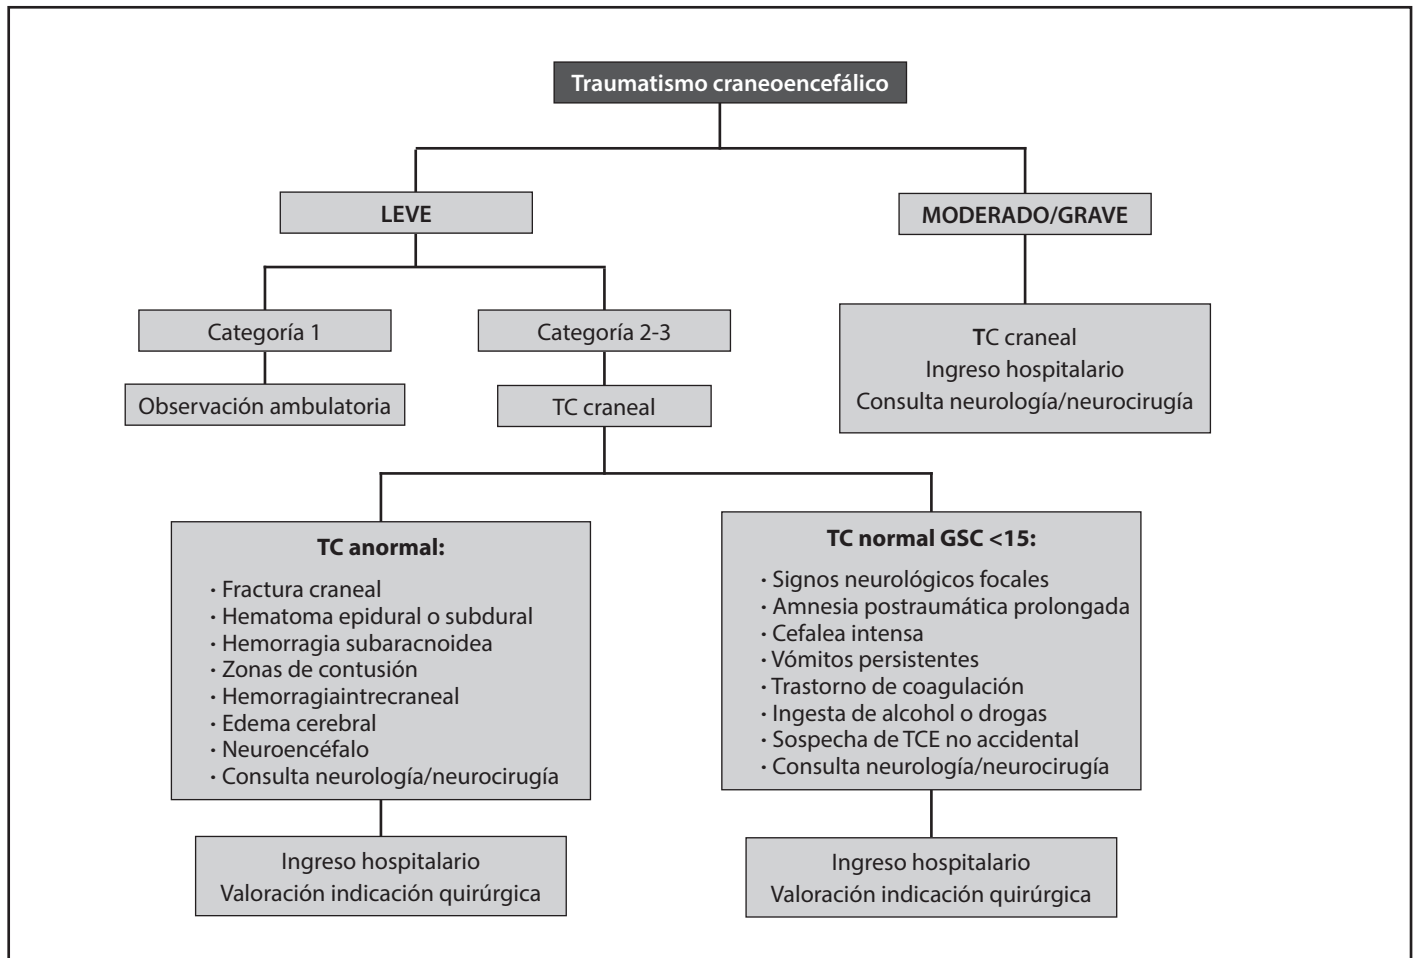 Traumatismo craneoencefálico
LEVE
MODERADO/GRAVE
Categoría 1
Categoría 2-3
Observación ambulatoria
TC craneal
TC craneal
Ingreso hospitalario
Consulta neurología/neurocirugía
TC anormal:
· Fractura craneal
· Hematoma epidural o subdural
· Hemorragia subaracnoidea
· Zonas de contusión
· Hemorragiaintrecraneal
· Edema cerebral
· Neuroencéfalo
· Consulta neurología/neurocirugía
Ingreso hospitalario
Valoración indicación quirúrgica
TC normal GSC <15:
· Signos neurológicos focales
· Amnesia postraumática prolongada
· Cefalea intensa
· Vómitos persistentes
· Trastorno de coagulación
· Ingesta de alcohol o drogas
· Sospecha de TCE no accidental
· Consulta neurología/neurocirugía
Ingreso hospitalario
Valoración indicación quirúrgica